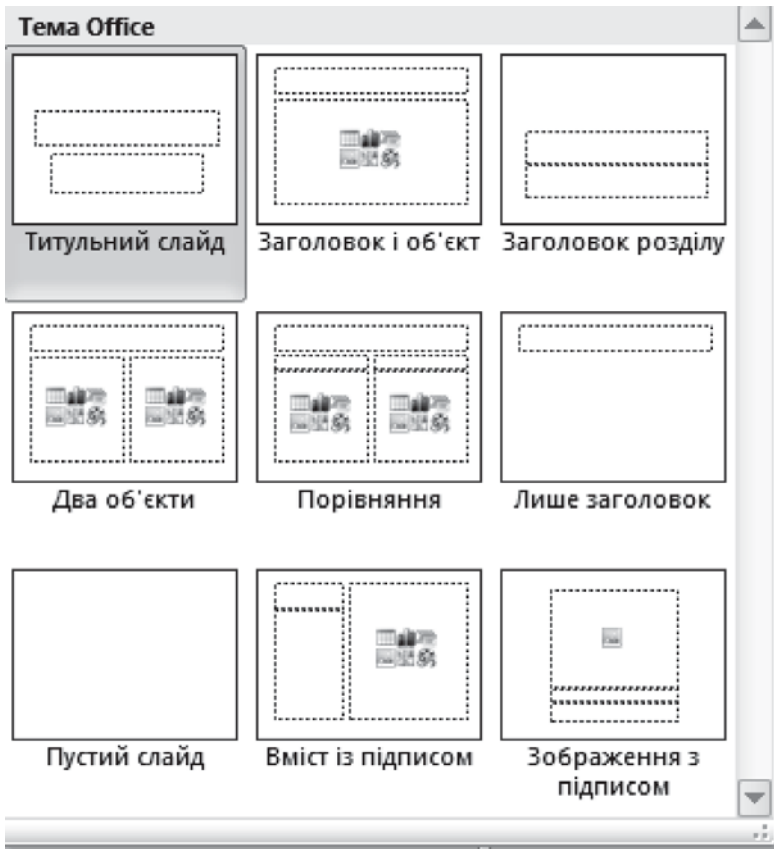 Тема Office
Титульний слайд
Заголовок і об'єкт
Заголовок розділу
Два об'єкти
Порівняння
Лише заголовок
Пустий слайд
Вміст із підписом
Зображення з
підписом